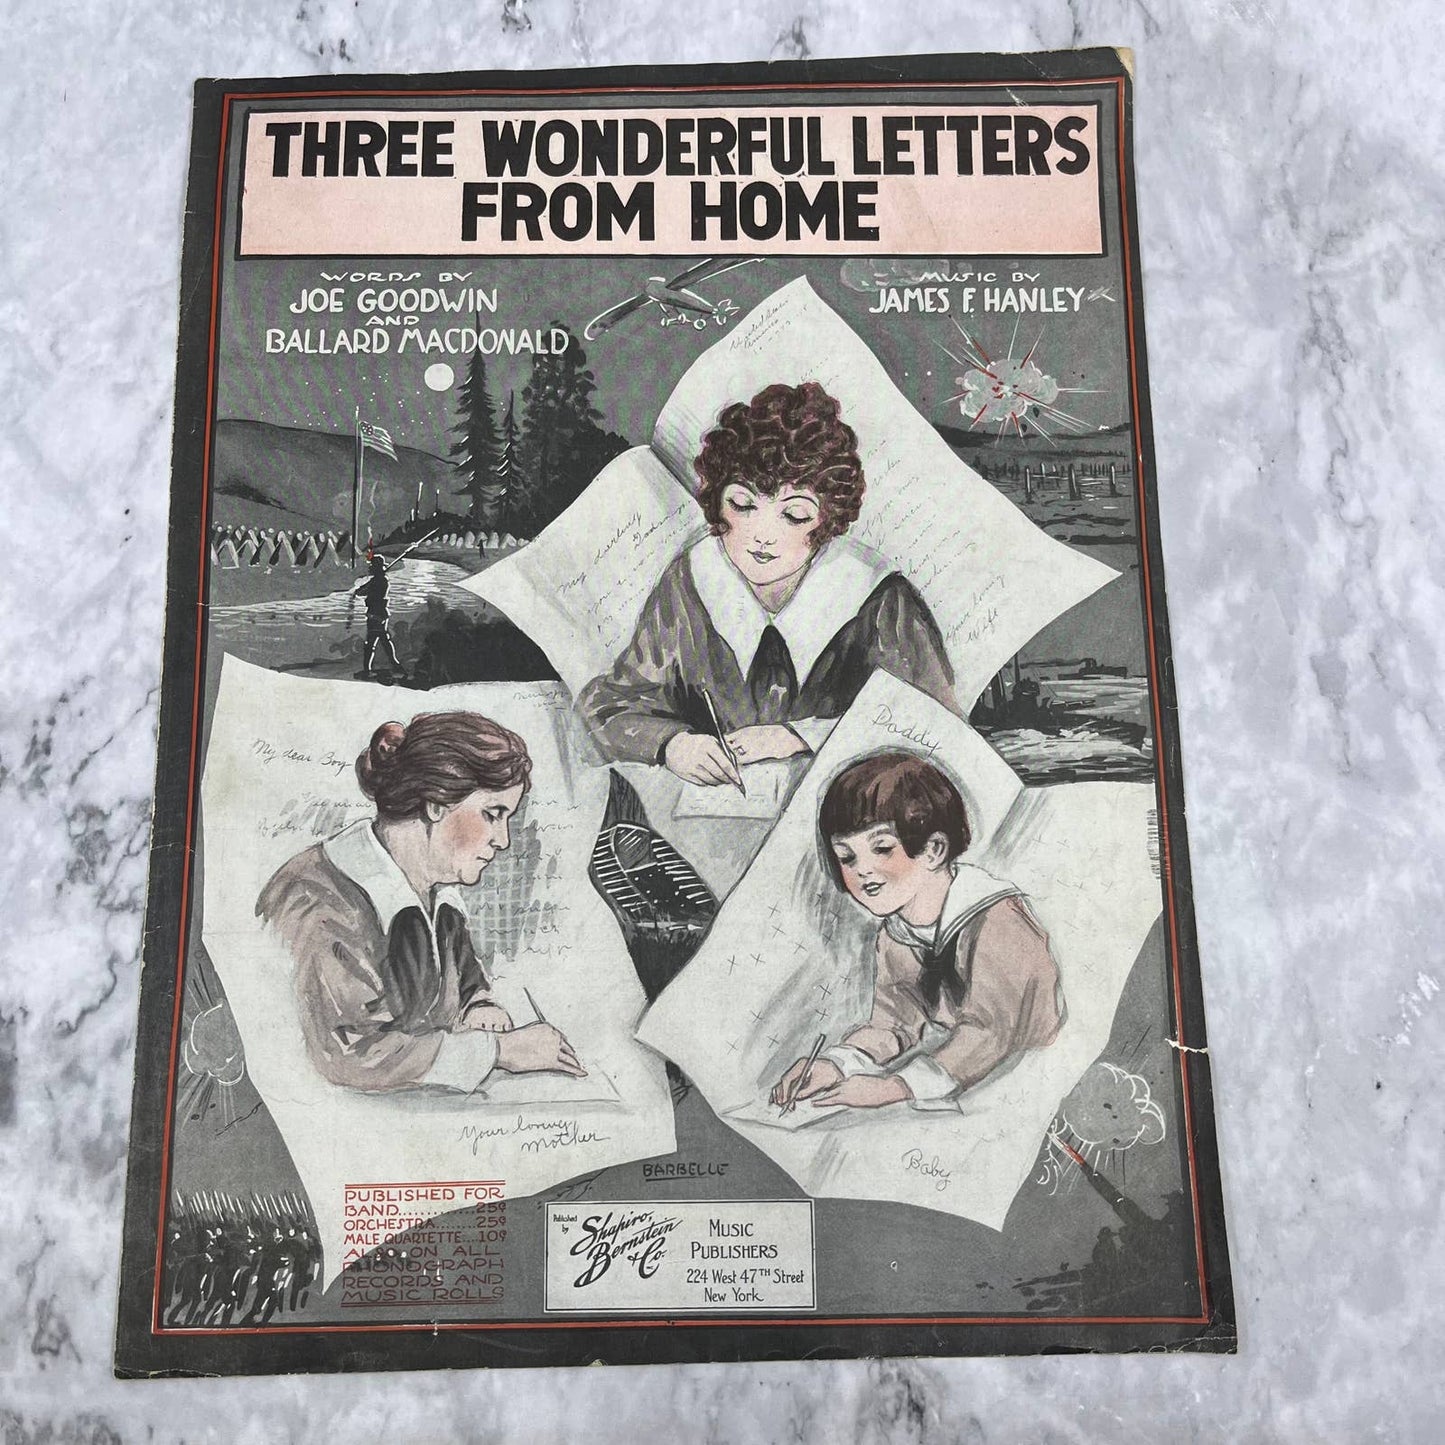 THREE WONDERFUL LETTERS
FROM HOME
WORDS BY
JOE GOODWIN
AND
BALLARD MACDONALD
MUSIC BY
JAMES F. HANLEY
My darling
Your loving
Wife
My dear Boy
Your loving
Mother
Daddy
x x
Baby
BARBELLE
PUBLISHED FOR
BAND.............25¢
ORCHESTRA........25¢
MALE QUARTETTE...10¢
ALSO ON ALL
PHONOGRAPH
RECORDS AND
MUSIC ROLLS
Published
by
Shapiro,
Bernstein
& Co.
MUSIC
PUBLISHERS
224 West 47TH Street
New York